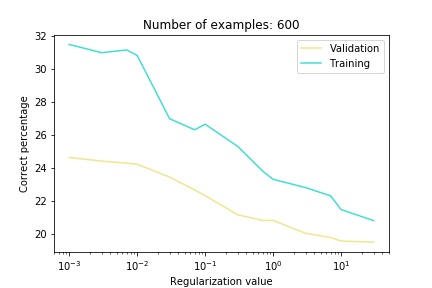 Number of examples: 600
Validation
Training
Correct percentage
32
30
28
26
24
22
20
10⁻³
10⁻²
10⁻¹
10⁰
10¹
Regularization value